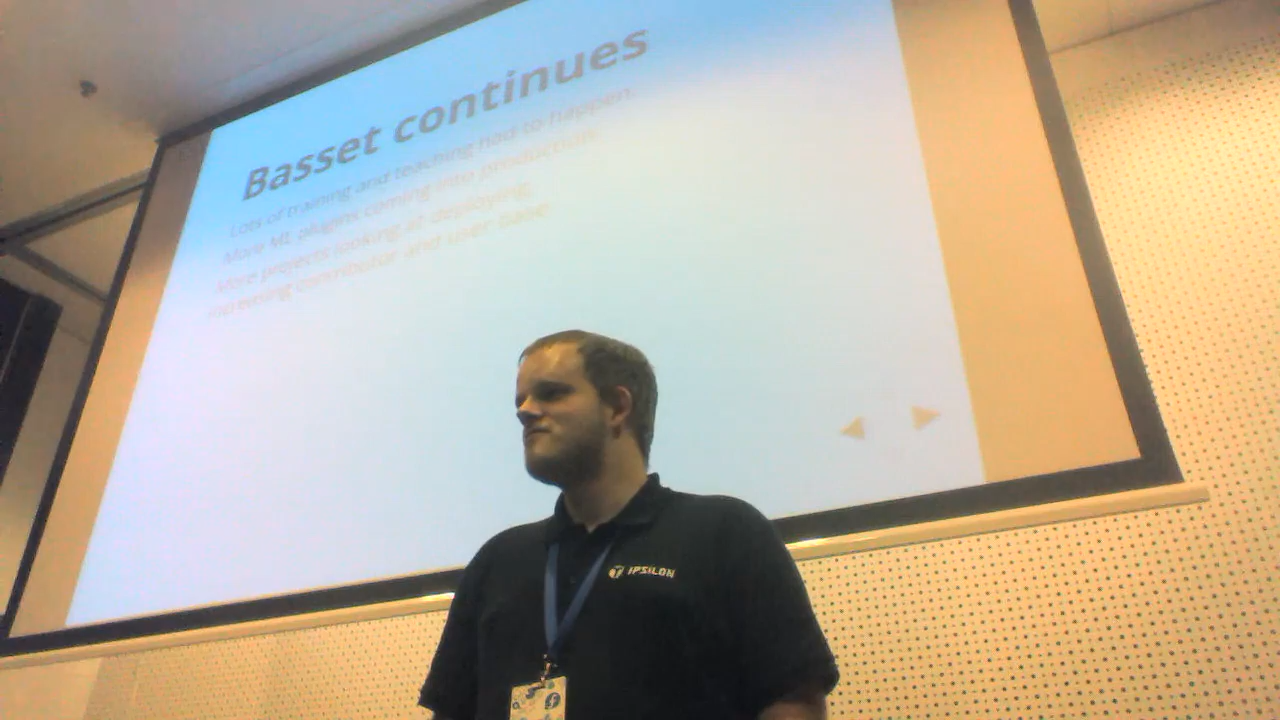 Basset continues
Lots of training and teaching had to happen.
More ML plugins coming into production.
More projects looking at deploying.
Increasing contributor and user base
IPSILON